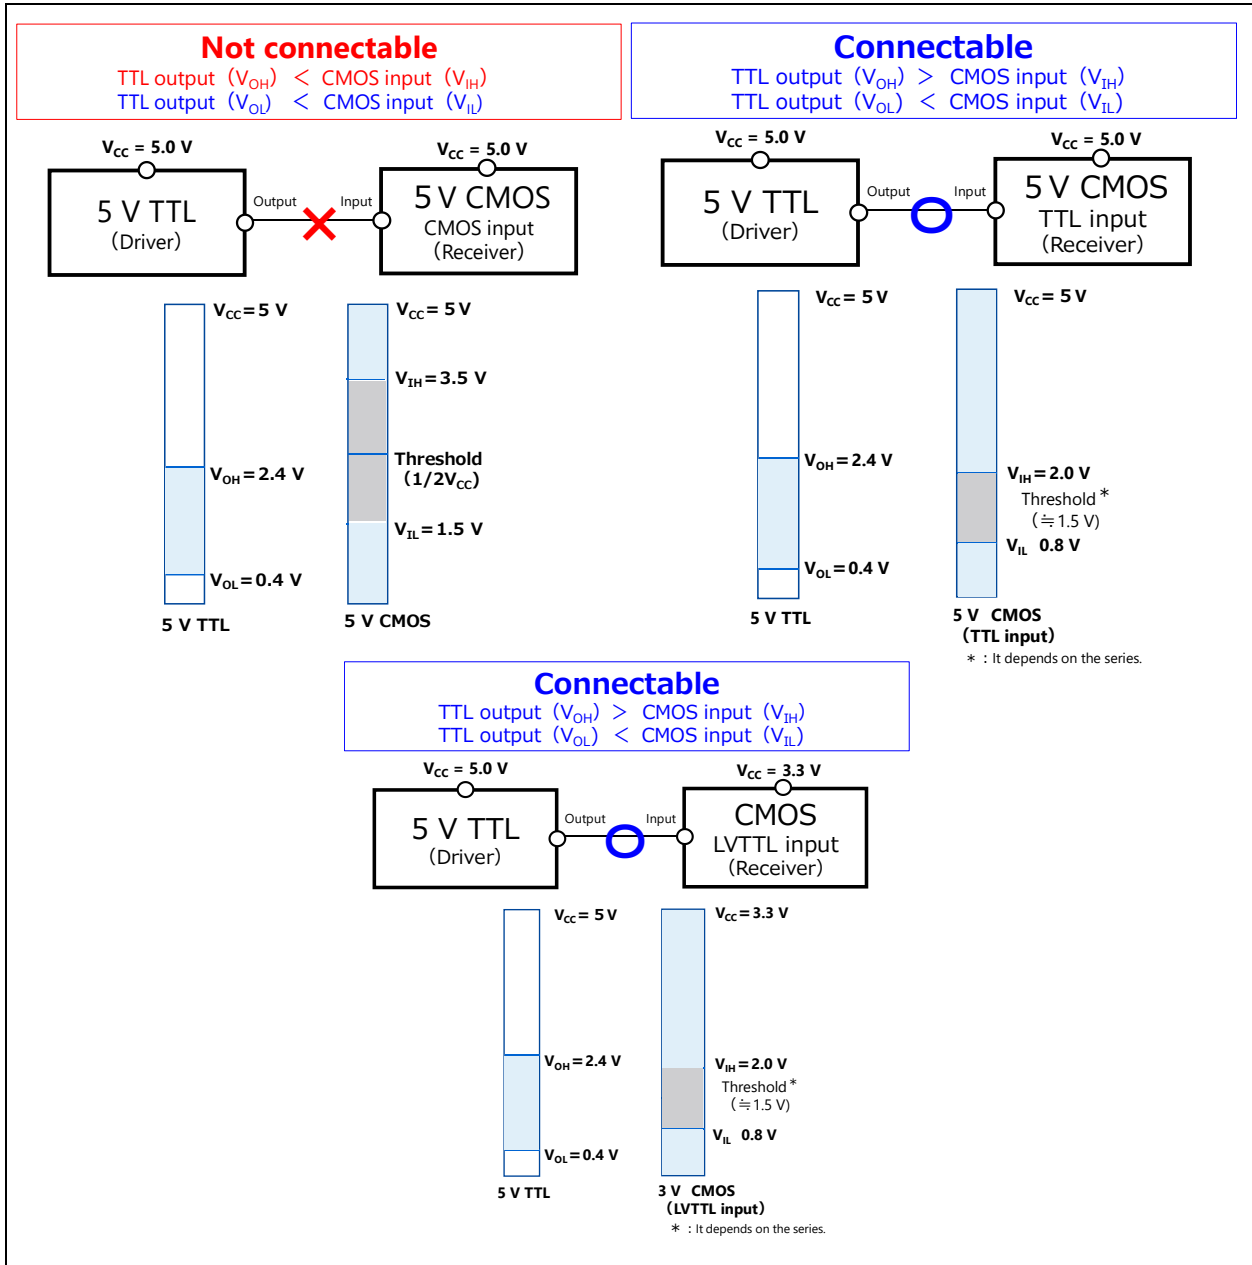 Not connectable
TTL output (VOH) < CMOS input (VIH)
TTL output (VOL) < CMOS input (VIL)
VCC = 5.0 V
VCC = 5.0 V
5 V TTL
(Driver)
Output
Input
5 V CMOS
CMOS input
(Receiver)
VCC=5 V
VOH=2.4 V
VOL=0.4 V
5 V TTL
VCC=5 V
VIH=3.5 V
Threshold
(1/2VCC)
VIL=1.5 V
5 V CMOS
Connectable
TTL output (VOH) > CMOS input (VIH)
TTL output (VOL) < CMOS input (VIL)
VCC = 5.0 V
VCC = 5.0 V
5 V TTL
(Driver)
Output
Input
5 V CMOS
TTL input
(Receiver)
VCC=5 V
VOH=2.4 V
VOL=0.4 V
5 V TTL
VCC=5 V
VIH=2.0 V
Threshold*
(≒1.5 V)
VIL 0.8 V
5 V CMOS
(TTL input)
* : It depends on the series.
Connectable
TTL output (VOH) > CMOS input (VIH)
TTL output (VOL) < CMOS input (VIL)
VCC = 5.0 V
VCC = 3.3 V
5 V TTL
(Driver)
Output
Input
CMOS
LVTTL input
(Receiver)
VCC=5 V
VOH=2.4 V
VOL=0.4 V
5 V TTL
VCC=3.3 V
VIH=2.0 V
Threshold*
(≒1.5 V)
VIL 0.8 V
3 V CMOS
(LVTTL input)
* : It depends on the series.